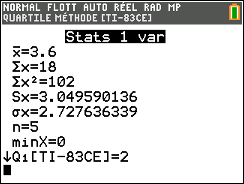 NORMAL FLOTT AUTO RÉEL RAD MP
QUARTILE MÉTHODE[TI-83CE]
Stats 1 var
x̄=3.6
Σx=18
Σx²=102
Sx=3.049590136
σx=2.727636339
n=5
minX=0
↓Q₁[TI-83CE]=2